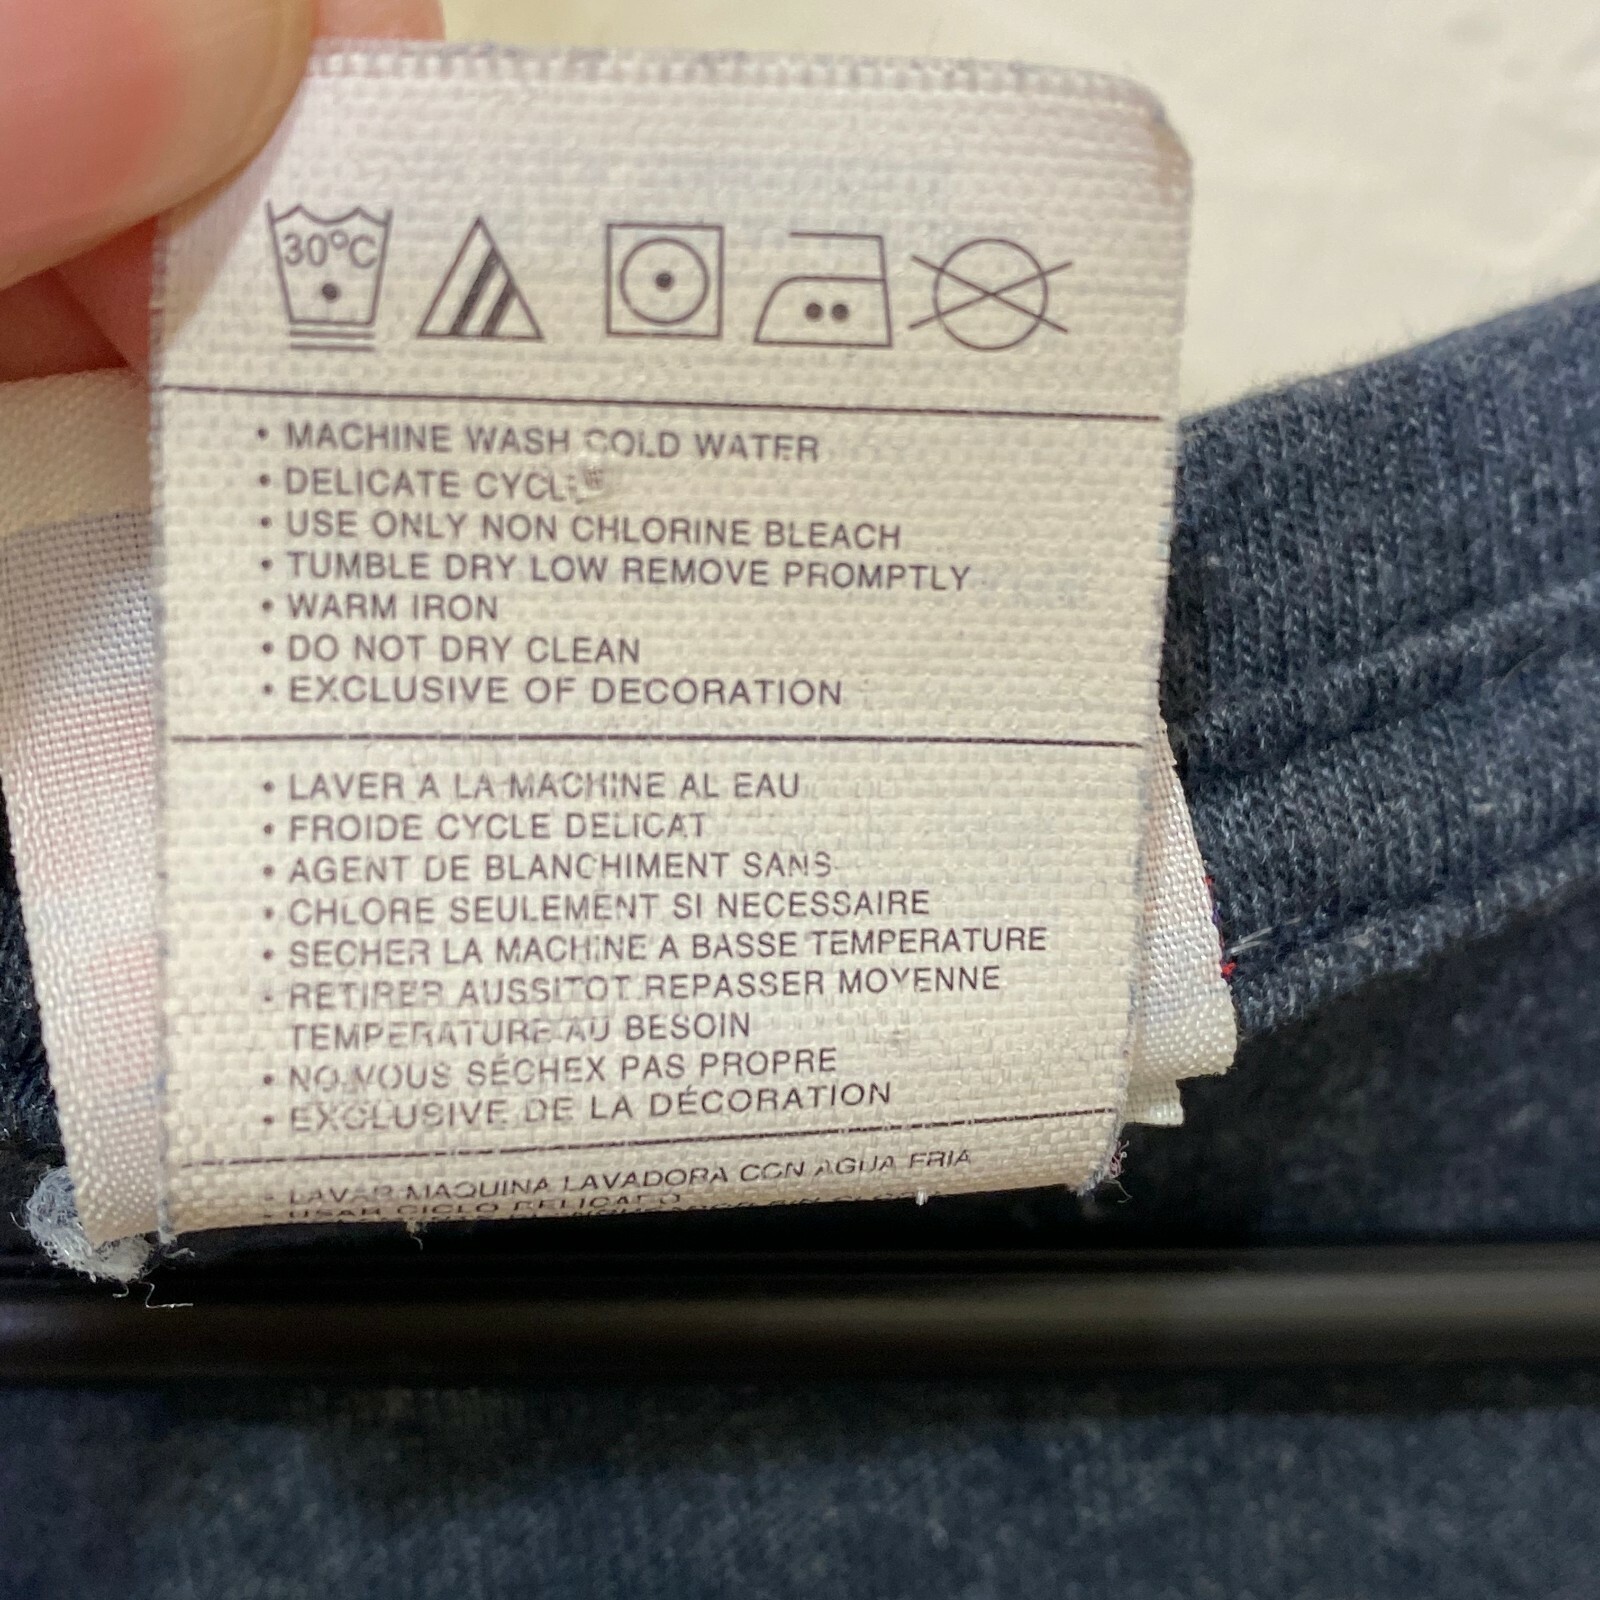 30°C
• MACHINE WASH COLD WATER
• DELICATE CYCLE
• USE ONLY NON CHLORINE BLEACH
• TUMBLE DRY LOW REMOVE PROMPTLY
• WARM IRON
• DO NOT DRY CLEAN
• EXCLUSIVE OF DECORATION
• LAVER A LA MACHINE AL EAU
• FROIDE CYCLE DELICAT
• AGENT DE BLANCHIMENT SANS
• CHLORE SEULEMENT SI NECESSAIRE
• SECHER LA MACHINE A BASSE TEMPERATURE
• RETIRER AUSSITOT REPASSER MOYENNE
TEMPERATURE AU BESOIN
• NO VOUS SÉCHEX PAS PROPRE
• EXCLUSIVE DE LA DÉCORATION
• LAVAR MAQUINA LAVADORA CON AGUA FRIA
• USAR CICLO DELICADO